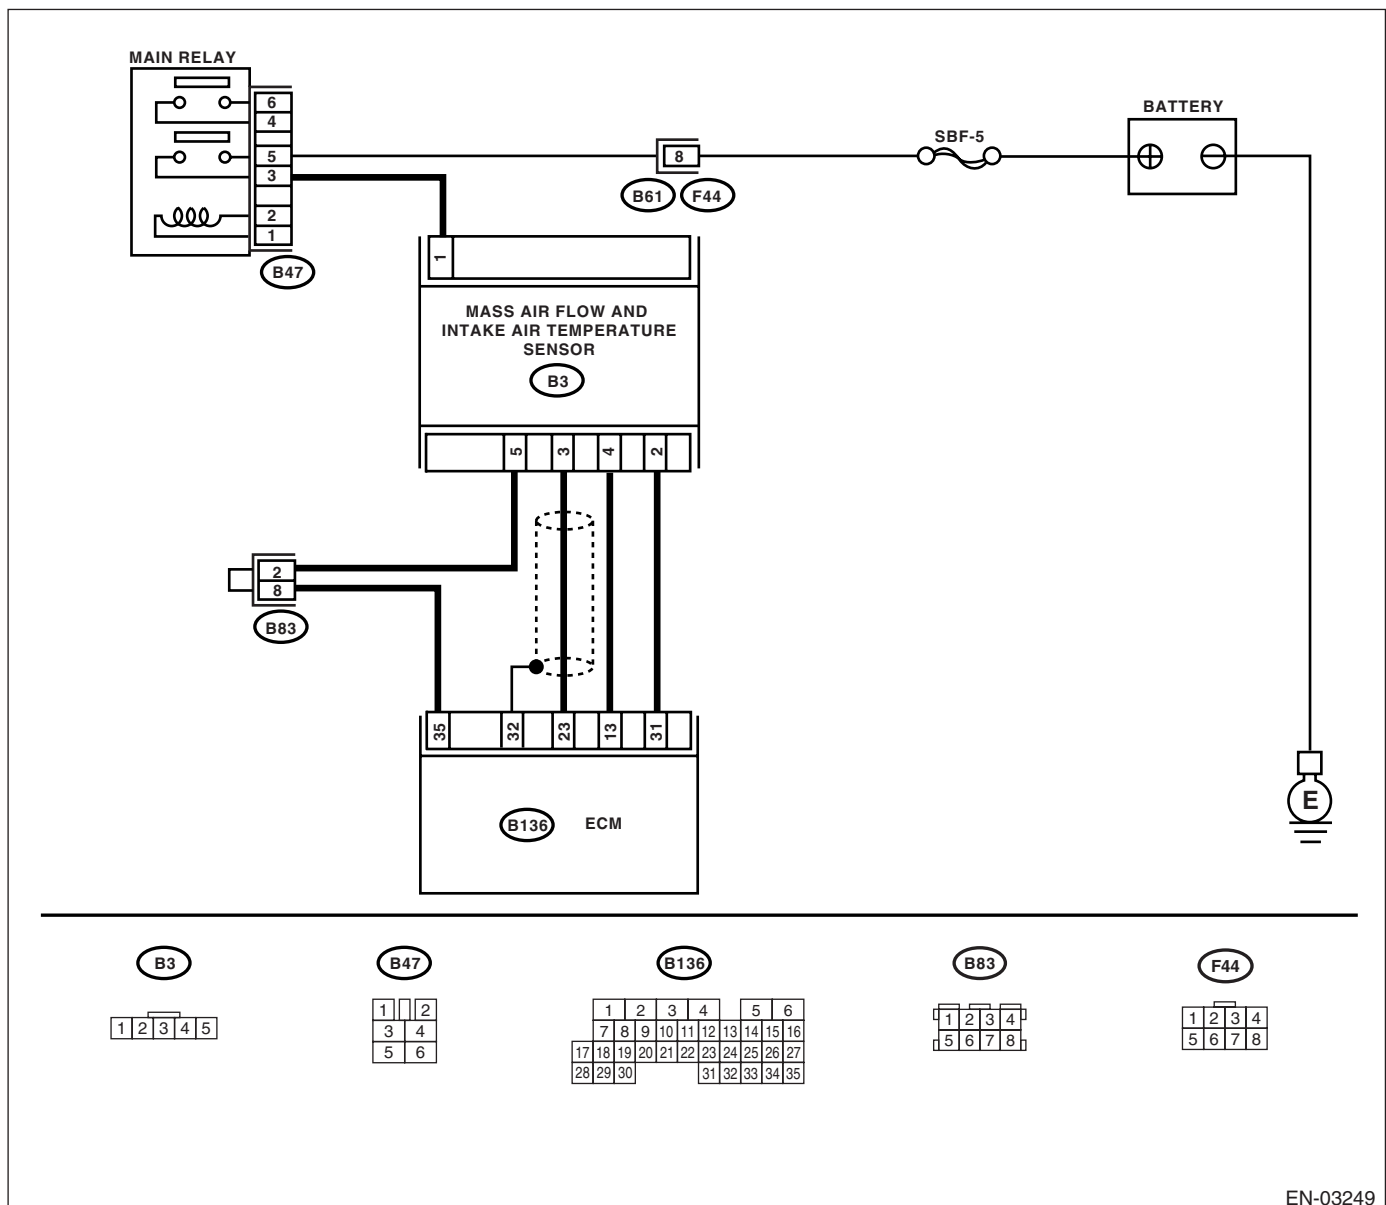 MAIN RELAY
6
4
5
3
2
1
B47
8
B61 F44
SBF-5
BATTERY
1
MASS AIR FLOW AND
INTAKE AIR TEMPERATURE
SENSOR
B3
5 3 4 2
2
8
B83
35 32 23 13 31
B136 ECM
E
B3 B47 B136 B83 F44
1 2 3 4 5
1 2
3 4
5 6
1 2 3 4 5 6
7 8 9 10 11 12 13 14 15 16
17 18 19 20 21 22 23 24 25 26 27
28 29 30 31 32 33 34 35
1 2 3 4
5 6 7 8
1 2 3 4
5 6 7 8
EN-03249